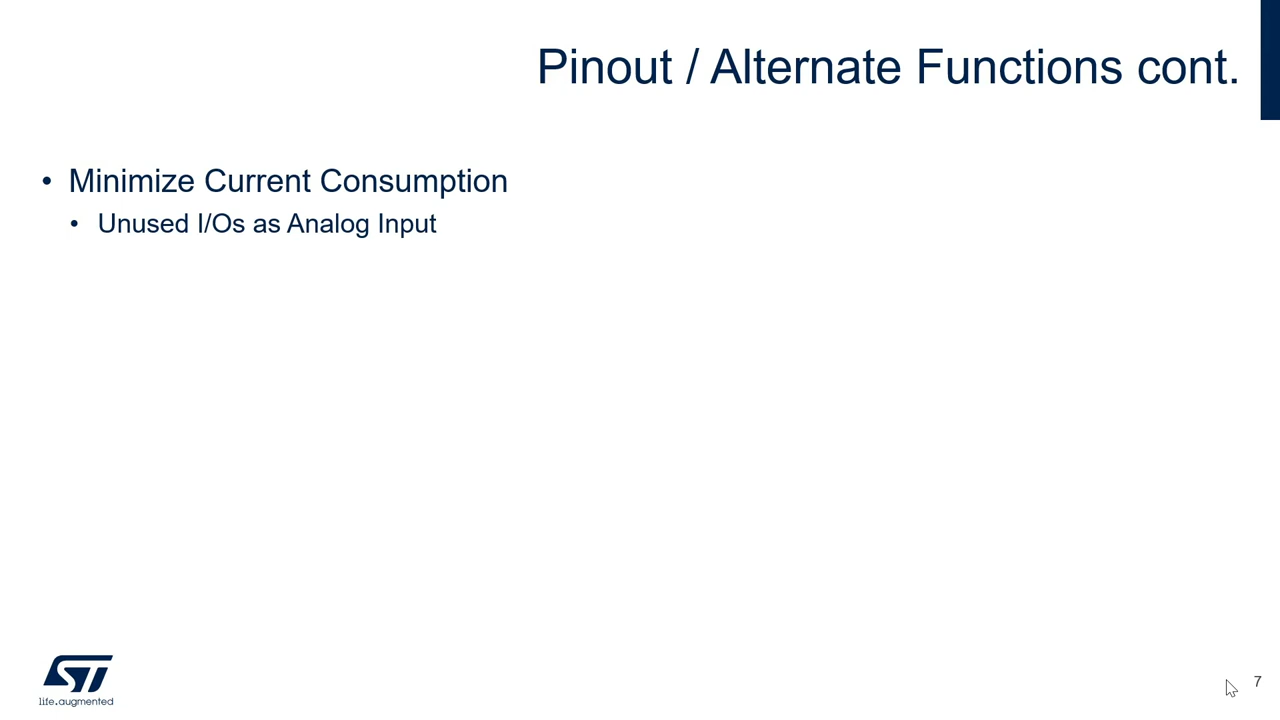 Pinout / Alternate Functions cont.
• Minimize Current Consumption
• Unused I/Os as Analog Input
ST
life.augmented
7